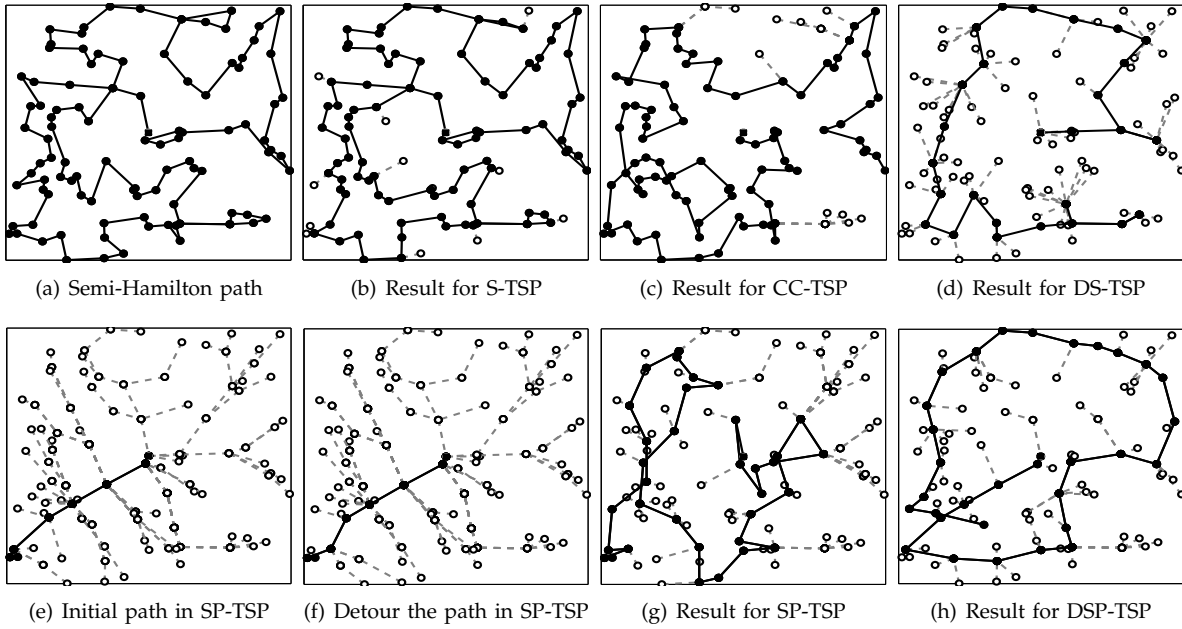 (a) Semi-Hamilton path
(b) Result for S-TSP
(c) Result for CC-TSP
(d) Result for DS-TSP
(e) Initial path in SP-TSP
(f) Detour the path in SP-TSP
(g) Result for SP-TSP
(h) Result for DSP-TSP